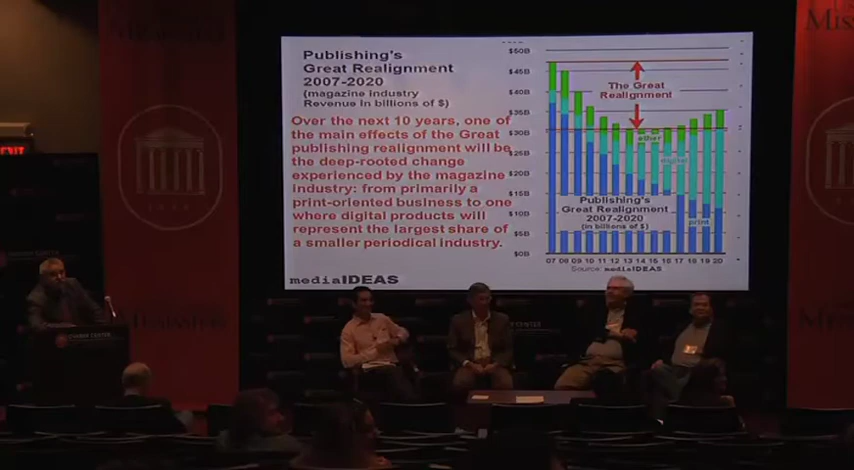 Publishing's
Great Realignment
2007-2020
(magazine industry
Revenue in billions of $)
Over the next 10 years, one of
the main effects of the Great
publishing realignment will be
the deep-rooted change
experienced by the magazine
industry: from primarily a
print-oriented business to one
where digital products will
represent the largest share of
a smaller periodical industry.
mediaIDEAS
$50B
$45B
$40B
$35B
$30B
$25B
$20B
$15B
$10B
$5B
$0B
The Great
Realignment
other
digital
print
Publishing's
Great Realignment
2007-2020
(in billions of $)
07 08 09 10 11 12 13 14 15 16 17 18 19 20
Source: mediaIDEAS
EXIT